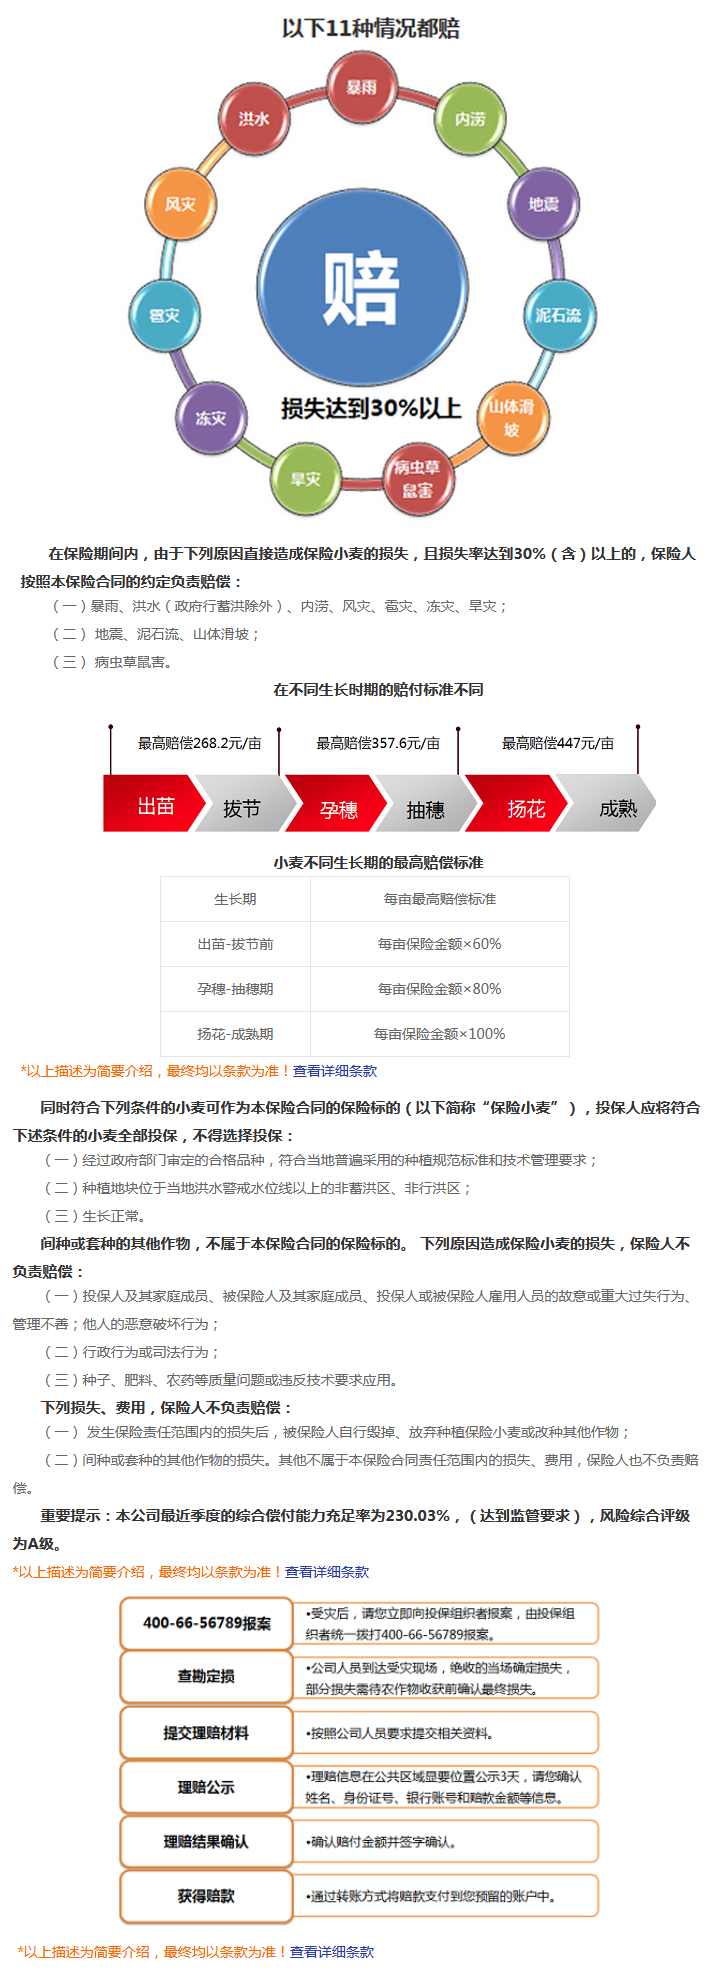 以下11种情况都赔
暴雨
内涝
地震
泥石流
山体滑
坡
病虫草
鼠害
旱灾
冻灾
雹灾
风灾
洪水
赔
损失达到30%以上
在保险期间内，由于下列原因直接造成保险小麦的损失，且损失率达到30%（含）以上的，保险人
按照本保险合同的约定负责赔偿：
（一）暴雨、洪水（政府行蓄洪除外）、内涝、风灾、雹灾、冻灾、旱灾；
（二） 地震、泥石流、山体滑坡；
（三） 病虫草鼠害。
在不同生长时期的赔付标准不同
最高赔偿268.2元/亩
最高赔偿357.6元/亩
最高赔偿447元/亩
出苗
拔节
孕穗
抽穗
扬花
成熟
小麦不同生长期的最高赔偿标准
生长期 每亩最高赔偿标准
出苗-拔节前 每亩保险金额×60%
孕穗-抽穗期 每亩保险金额×80%
扬花-成熟期 每亩保险金额×100%
*以上描述为简要介绍，最终均以条款为准！查看详细条款
同时符合下列条件的小麦可作为本保险合同的保险标的（以下简称“保险小麦”），投保人应将符合
下述条件的小麦全部投保，不得选择投保：
（一）经过政府部门审定的合格品种，符合当地普遍采用的种植规范标准和技术管理要求；
（二）种植地块位于当地洪水警戒水位线以上的非蓄洪区、非行洪区；
（三）生长正常。
间种或套种的其他作物，不属于本保险合同的保险标的。 下列原因造成保险小麦的损失，保险人不
负责赔偿：
（一）投保人及其家庭成员、被保险人及其家庭成员、投保人或被保险人雇用人员的故意或重大过失行为、
管理不善；他人的恶意破坏行为；
（二）行政行为或司法行为；
（三）种子、肥料、农药等质量问题或违反技术要求应用。
下列损失、费用，保险人不负责赔偿：
（一） 发生保险责任范围内的损失后，被保险人自行毁掉、放弃种植保险小麦或改种其他作物；
（二）间种或套种的其他作物的损失。其他不属于本保险合同责任范围内的损失、费用，保险人也不负责赔
偿。
重要提示：本公司最近季度的综合偿付能力充足率为230.03%，（达到监管要求），风险综合评级
为A级。
*以上描述为简要介绍，最终均以条款为准！查看详细条款
400-66-56789报案
•受灾后，请您立即向投保组织者报案，由投保组
织者统一拨打400-66-56789报案。
查勘定损
•公司人员到达受灾现场，绝收的当场确定损失，
部分损失需待农作物收获前确认最终损失。
提交理赔材料
•按照公司人员要求提交相关资料。
理赔公示
•理赔信息在公共区域显要位置公示3天，请您确认
姓名、身份证号、银行账号和赔款金额等信息。
理赔结果确认
•确认赔付金额并签字确认。
获得赔款
•通过转账方式将赔款支付到您预留的账户中。
*以上描述为简要介绍，最终均以条款为准！查看详细条款